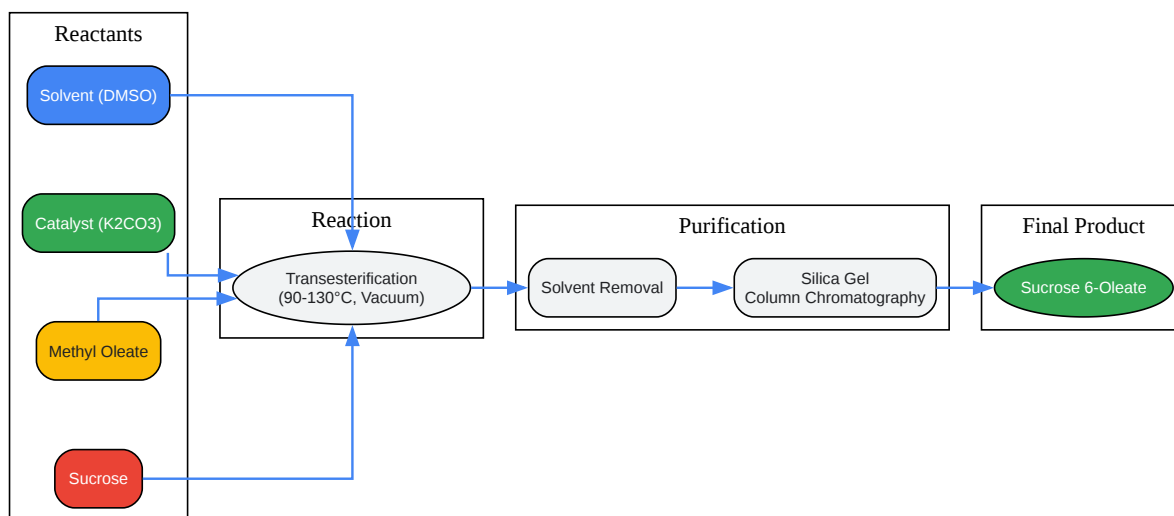 Reactants
Solvent (DMSO)
Catalyst (K2CO3)
Methyl Oleate
Sucrose
Reaction
Transesterification
(90-130°C, Vacuum)
Purification
Solvent Removal
Silica Gel
Column Chromatography
Final Product
Sucrose 6-Oleate